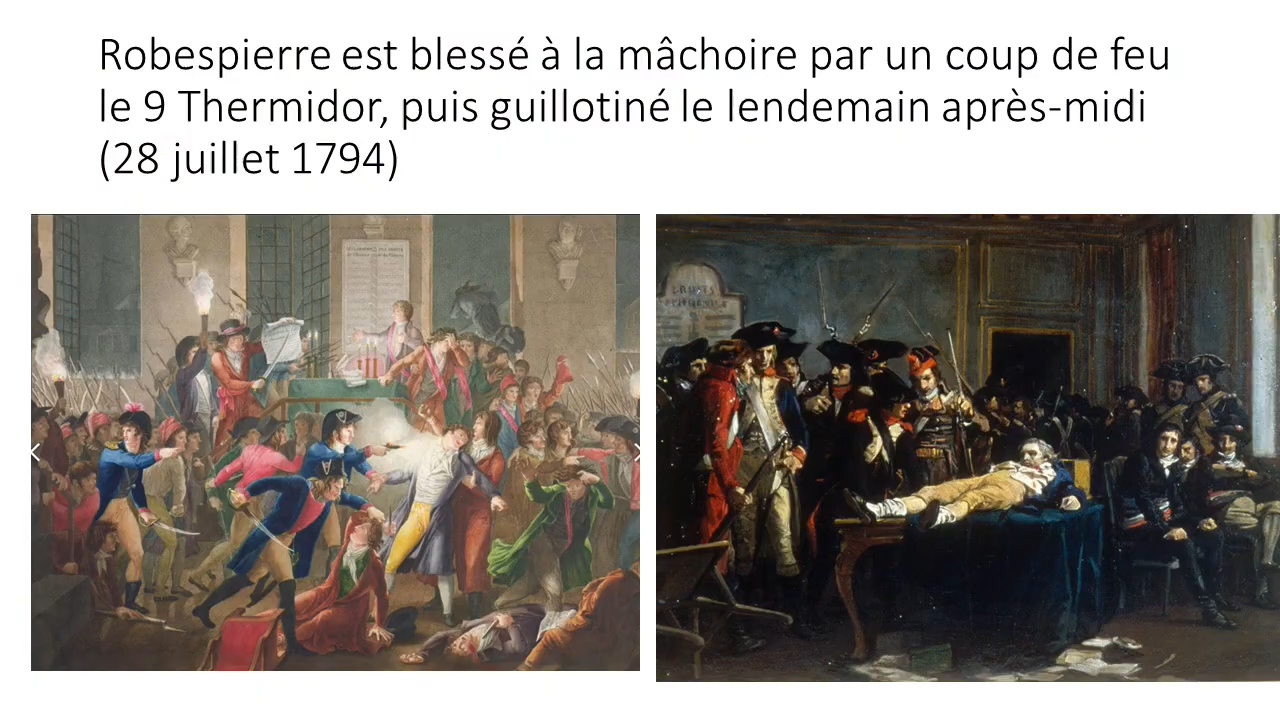 Robespierre est blessé à la mâchoire par un coup de feu
le 9 Thermidor, puis guillotiné le lendemain après-midi
(28 juillet 1794)